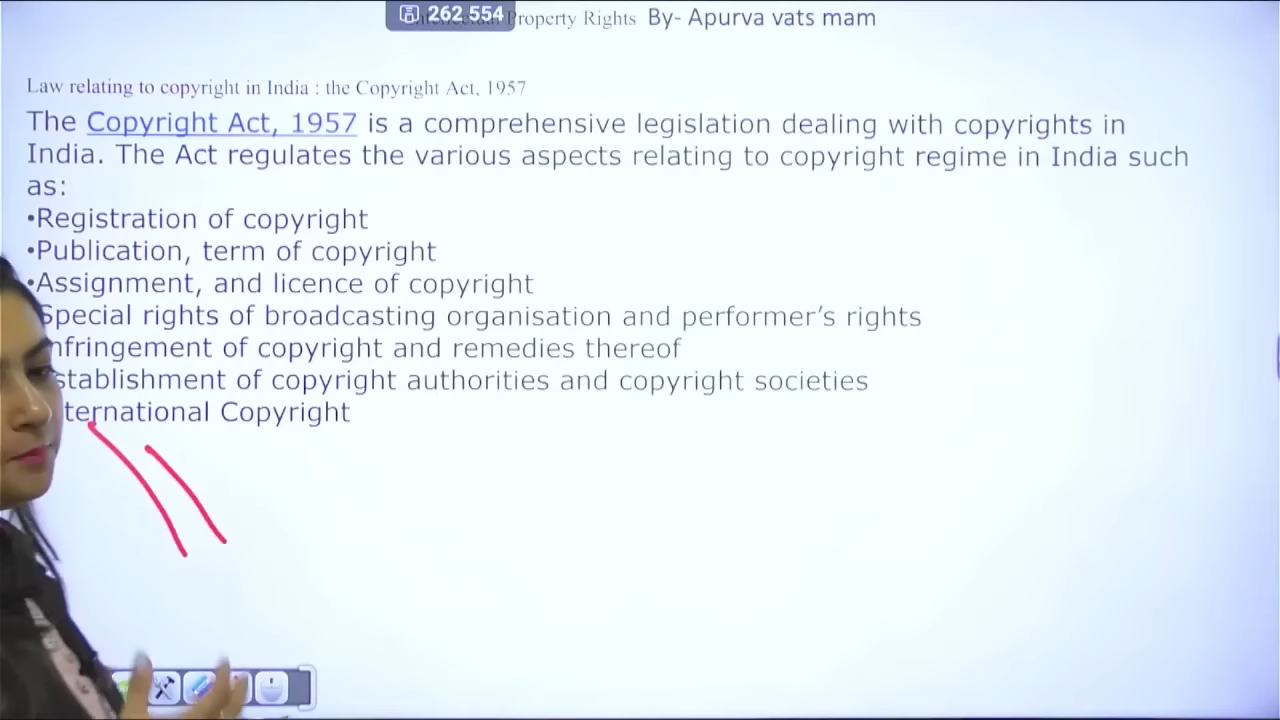 262 554
Property Rights By- Apurva vats mam
Law relating to copyright in India : the Copyright Act, 1957
The Copyright Act, 1957 is a comprehensive legislation dealing with copyrights in
India. The Act regulates the various aspects relating to copyright regime in India such
as:
•Registration of copyright
•Publication, term of copyright
•Assignment, and licence of copyright
Special rights of broadcasting organisation and performer’s rights
nfringement of copyright and remedies thereof
stablishment of copyright authorities and copyright societies
ternational Copyright